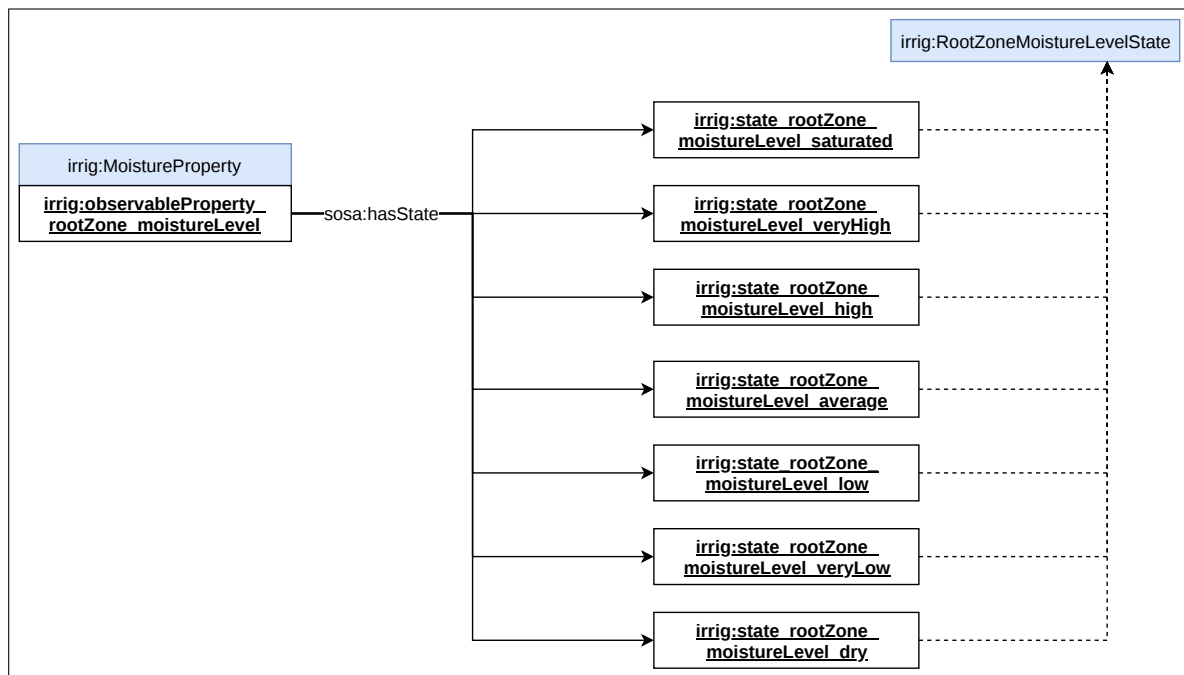 irrig:RootZoneMoistureLevelState
irrig:MoistureProperty
irrig:observableProperty_
rootZone_moistureLevel
sosa:hasState
irrig:state_rootZone_
moistureLevel_saturated
irrig:state_rootZone_
moistureLevel_veryHigh
irrig:state_rootZone_
moistureLevel_high
irrig:state_rootZone_
moistureLevel_average
irrig:state_rootZone_
moistureLevel_low
irrig:state_rootZone_
moistureLevel_veryLow
irrig:state_rootZone_
moistureLevel_dry